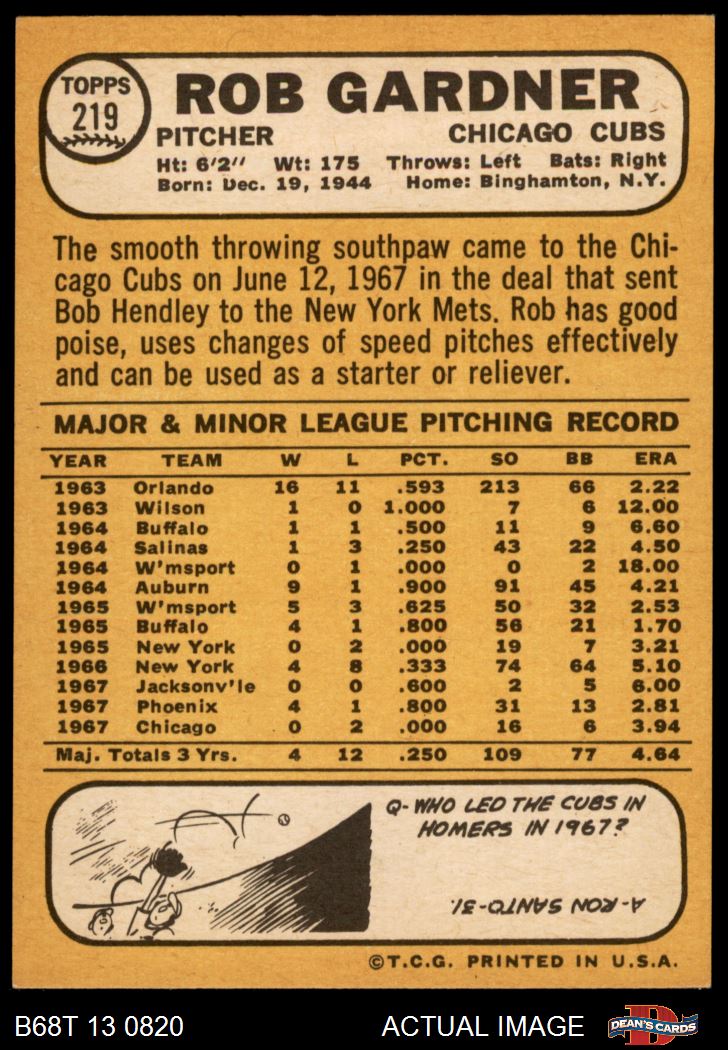 TOPPS
219
ROB GARDNER
PITCHER CHICAGO CUBS
Ht: 6'2" Wt: 175 Throws: Left Bats: Right
Born: Dec. 19, 1944 Home: Binghamton, N.Y.
The smooth throwing southpaw came to the Chi-
cago Cubs on June 12, 1967 in the deal that sent
Bob Hendley to the New York Mets. Rob has good
poise, uses changes of speed pitches effectively
and can be used as a starter or reliever.
MAJOR & MINOR LEAGUE PITCHING RECORD
YEAR TEAM W L PCT. SO BB ERA
1963 Orlando 16 11 .593 213 66 2.22
1963 Wilson 1 0 1.000 7 6 12.00
1964 Buffalo 1 1 .500 11 9 6.60
1964 Salinas 1 3 .250 43 22 4.50
1964 W'msport 0 1 .000 0 2 18.00
1964 Auburn 9 1 .900 91 45 4.21
1965 W'msport 5 3 .625 50 32 2.53
1965 Buffalo 4 1 .800 56 21 1.70
1965 New York 0 2 .000 19 7 3.21
1966 New York 4 8 .333 74 64 5.10
1967 Jacksonv'le 0 0 .600 2 5 6.00
1967 Phoenix 4 1 .800 31 13 2.81
1967 Chicago 0 2 .000 16 6 3.94
Maj. Totals 3 Yrs. 4 12 .250 109 77 4.64
Q-WHO LED THE CUBS IN
HOMERS IN 1967?
A-RON SANTO-31.
©T.C.G. PRINTED IN U.S.A.
B68T 13 0820 ACTUAL IMAGE D DEAN'S CARDS